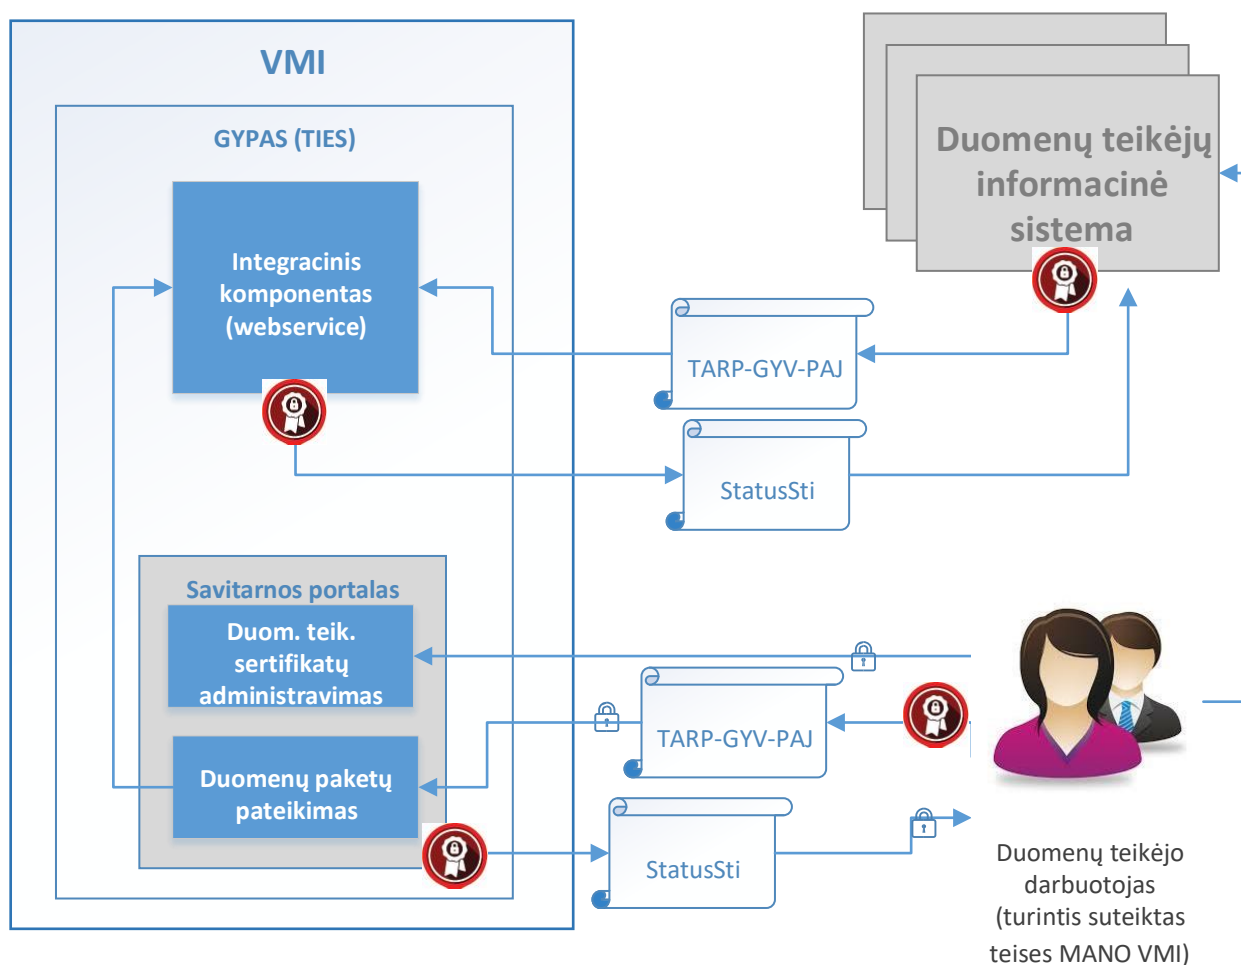 VMI
GYPAS (TIES)
Integracinis
komponentas
(webservice)
Duomenų teikėjų
informacinė
sistema
TARP-GYV-PAJ
StatusSti
Savitarnos portalas
Duom. teik.
sertifikatų
administravimas
Duomenų paketų
pateikimas
TARP-GYV-PAJ
StatusSti
Duomenų teikėjo
darbuotojas
(turintis suteiktas
teises MANO VMI)